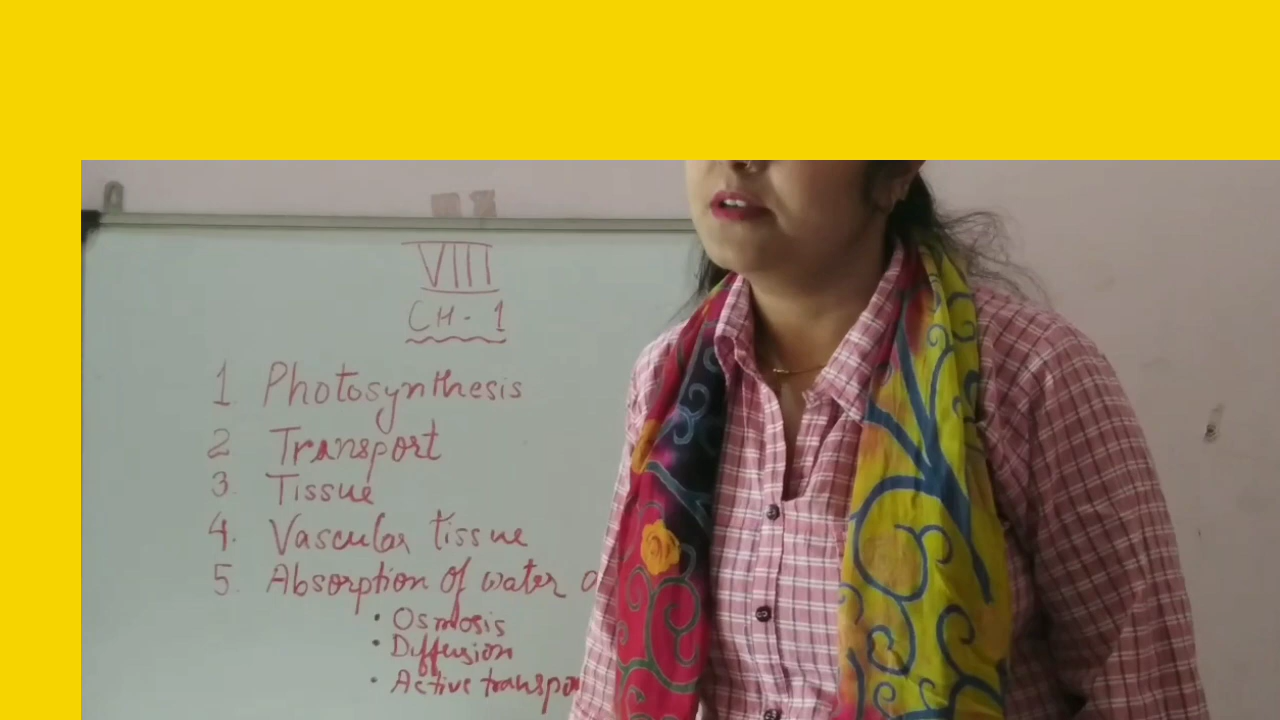 VIII
CH - 1
1 Photosynthesis
2 Transport
3. Tissue
4. Vascular tissue
5. Absorption of water
• Osmosis
• Diffusion
• Active